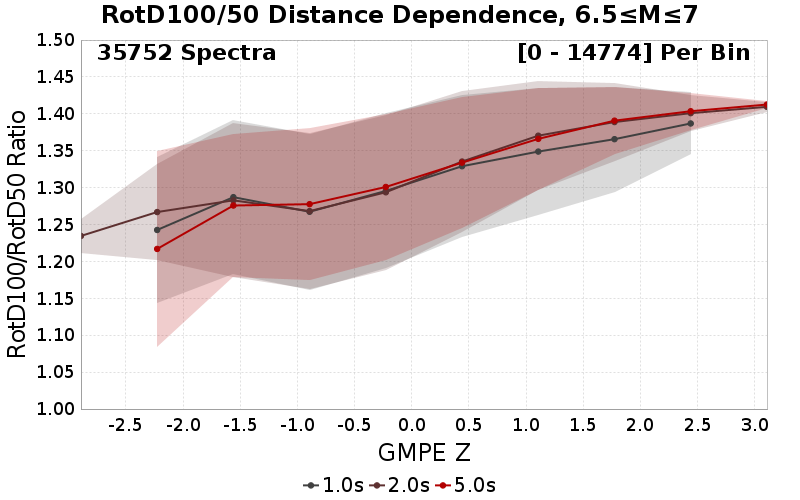 RotD100/50 Distance Dependence, 6.5≤M≤7
35752 Spectra
[0 - 14774] Per Bin
RotD100/RotD50 Ratio
1.50
1.45
1.40
1.35
1.30
1.25
1.20
1.15
1.10
1.05
1.00
-2.5 -2.0 -1.5 -1.0 -0.5 0.0 0.5 1.0 1.5 2.0 2.5 3.0
GMPE Z
1.0s 2.0s 5.0s